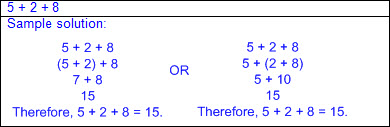 5 + 2 + 8
Sample solution:
5 + 2 + 8
(5 + 2) + 8
7 + 8
15
Therefore, 5 + 2 + 8 = 15.
OR
5 + 2 + 8
5 + (2 + 8)
5 + 10
15
Therefore, 5 + 2 + 8 = 15.